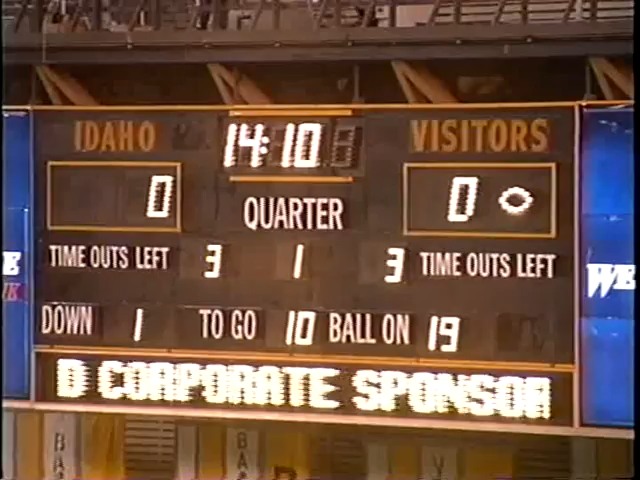 IDAHO 14:10 VISITORS
0 0
QUARTER
TIME OUTS LEFT 3 1 3 TIME OUTS LEFT
WE
DOWN 1 TO GO 10 BALL ON 19
D CORPORATE SPONSOR